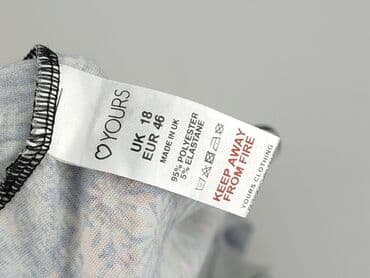 ♡YOURS
UK 18
EUR 46
MADE IN UK
95% POLYESTER
5% ELASTANE
KEEP AWAY
FROM FIRE
YOURS CLOTHING